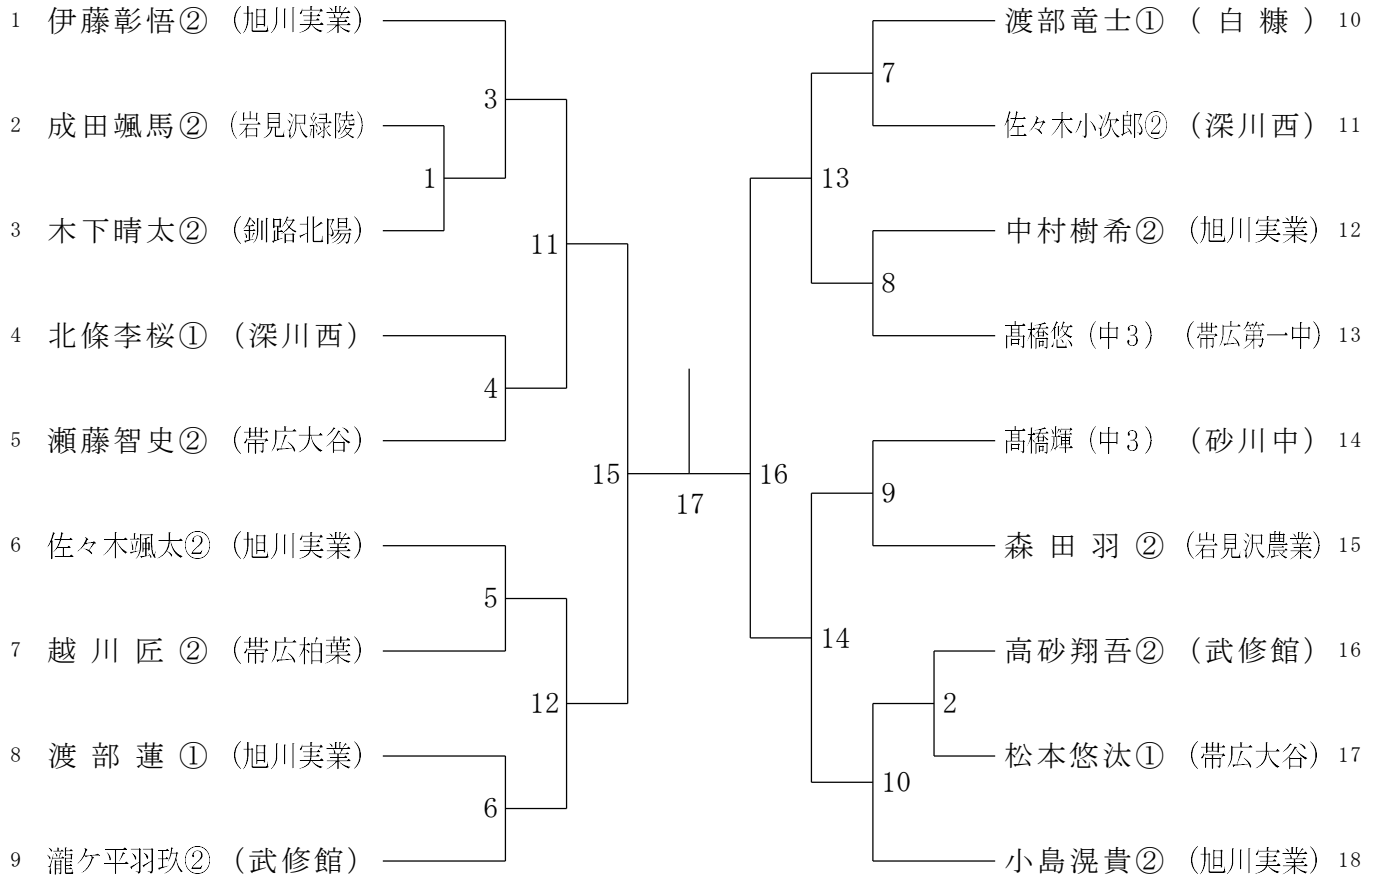 1 伊藤彰悟② (旭川実業)
2 成田颯馬② (岩見沢緑陵)
3 木下晴太② (釧路北陽)
4 北條李桜① (深川西)
5 瀬藤智史② (帯広大谷)
6 佐々木颯太② (旭川実業)
7 越川匠② (帯広柏葉)
8 渡部蓮① (旭川実業)
9 瀧ケ平羽玖② (武修館)
3
1
11
4
15
5
12
6
17
7
13
8
16
9
14
2
10
渡部竜士① (白糠) 10
佐々木小次郎② (深川西) 11
中村樹希② (旭川実業) 12
髙橋悠 (中3) (帯広第一中) 13
髙橋輝 (中3) (砂川中) 14
森田羽② (岩見沢農業) 15
高砂翔吾② (武修館) 16
松本悠汰① (帯広大谷) 17
小島滉貴② (旭川実業) 18